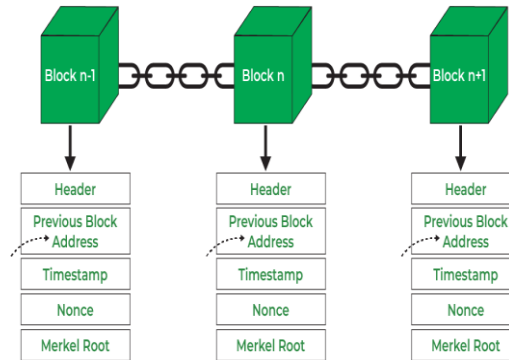 Block n-1
Block n
Block n+1
Header
Previous Block
Address
Timestamp
Nonce
Merkel Root
Header
Previous Block
Address
Timestamp
Nonce
Merkel Root
Header
Previous Block
Address
Timestamp
Nonce
Merkel Root